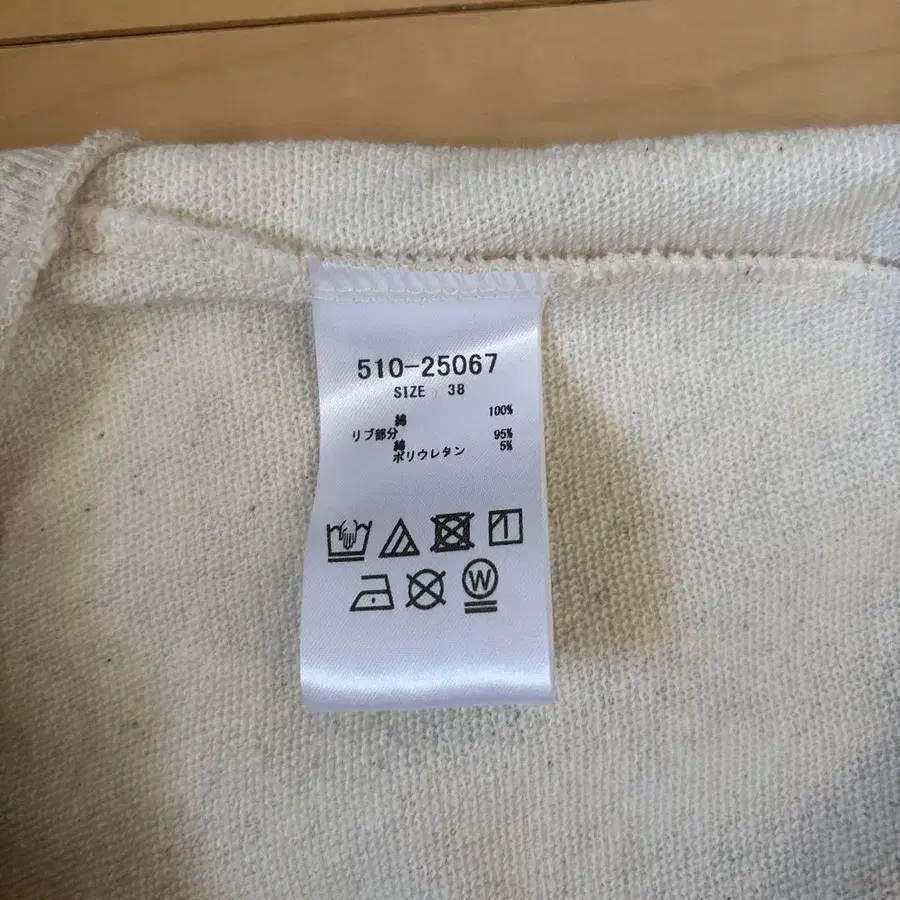 510-25067
SIZE : 38
綿 100%
リブ部分
綿 95%
ポリウレタン 5%
W